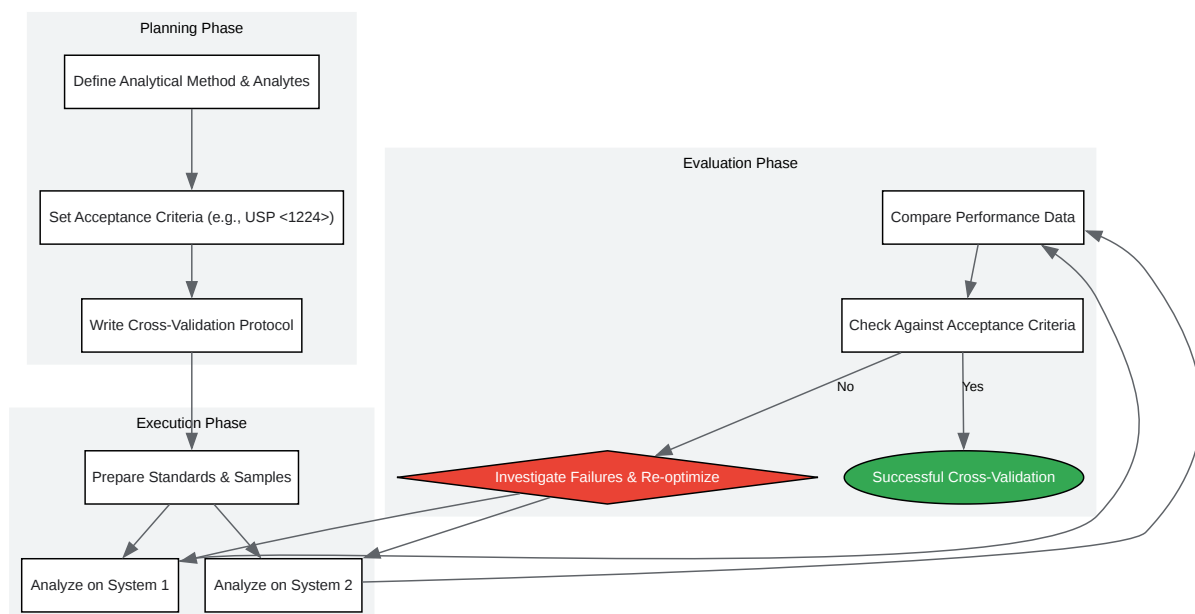 Planning Phase
Define Analytical Method & Analytes
Set Acceptance Criteria (e.g., USP <1224>)
Write Cross-Validation Protocol
Execution Phase
Prepare Standards & Samples
Analyze on System 1
Analyze on System 2
Evaluation Phase
Compare Performance Data
Check Against Acceptance Criteria
No
Yes
Investigate Failures & Re-optimize
Successful Cross-Validation